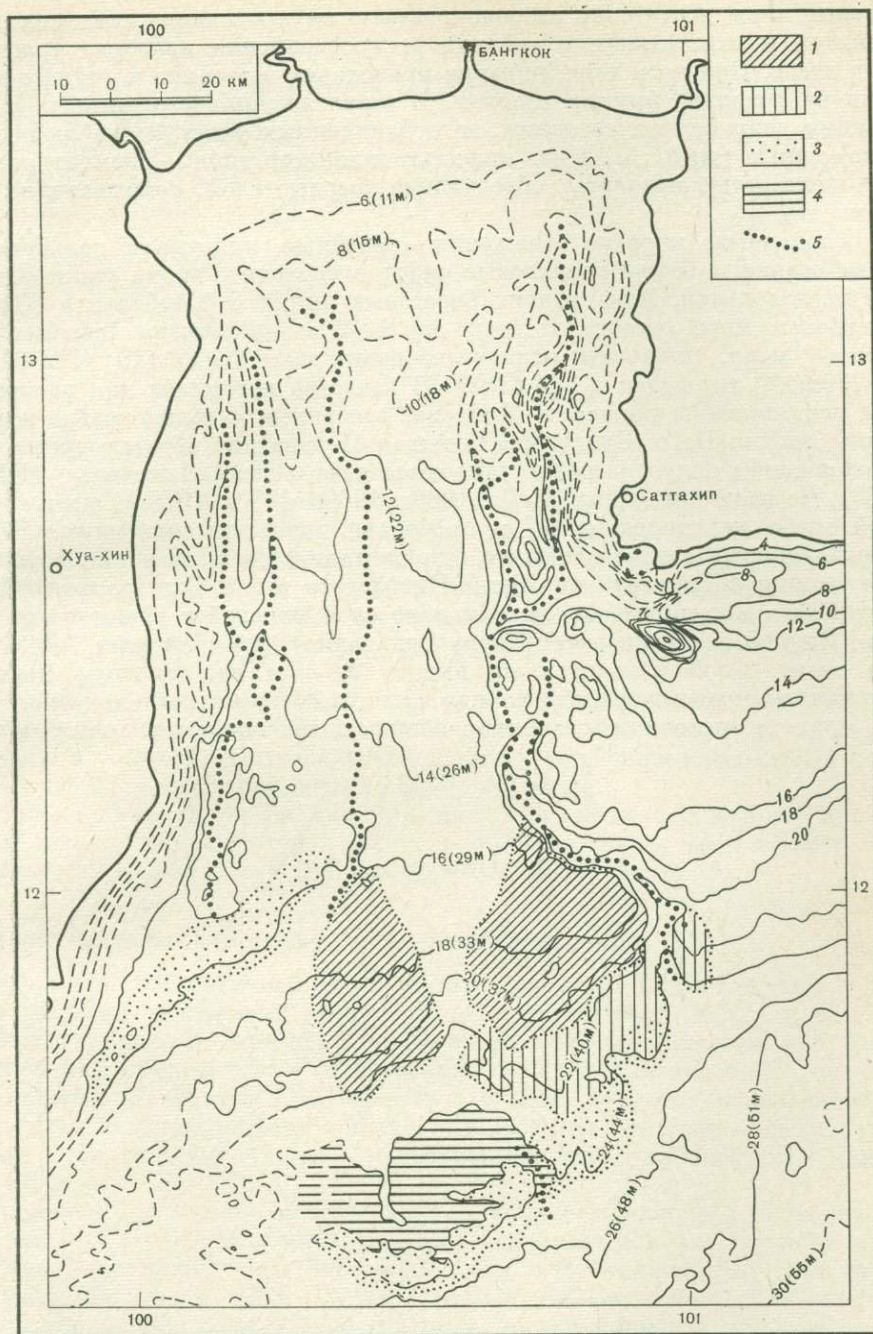 100
101
БАНГКОК
10 0 10 20 км
1
2
3
4
5
6(11м)
8(15м)
13
13
10(18м)
12(22м)
Саттахип
Хуа-хин
4
6
8
8
10
12
14
14(26м)
16
18
20
16(29м)
12
12
18(33м)
20(37м)
22(40м)
24(44м)
28(51м)
26(48м)
30(55м)
100
101